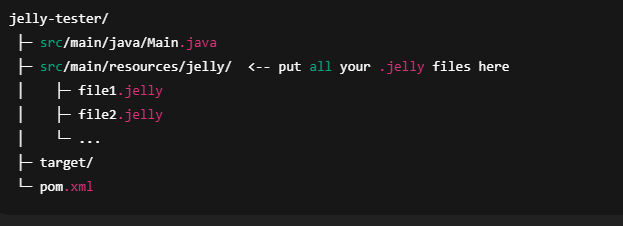 jelly-tester/
├─ src/main/java/Main.java
├─ src/main/resources/jelly/  <-- put all your .jelly files here
│   ├─ file1.jelly
│   ├─ file2.jelly
│   └─ ...
├─ target/
└─ pom.xml